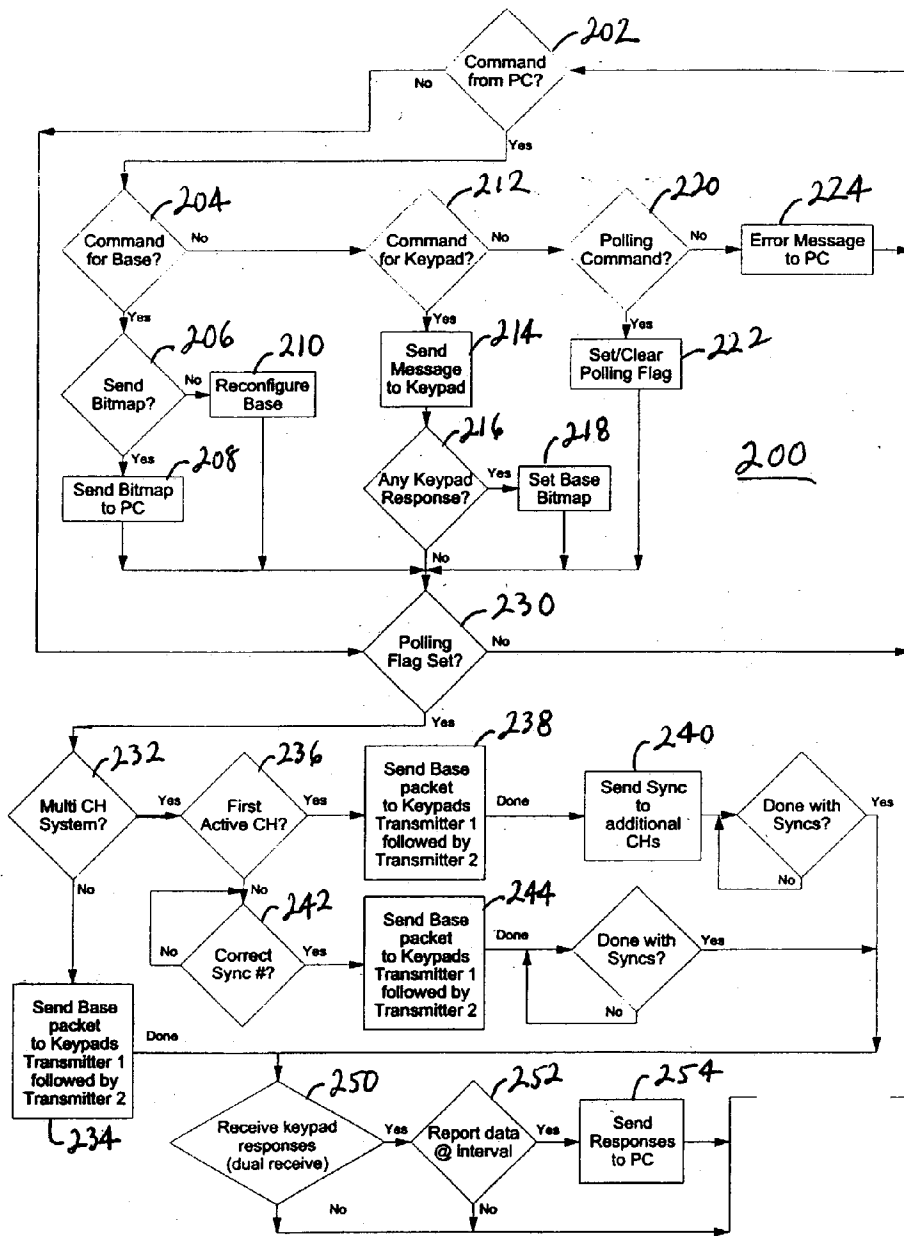 202
Command
from PC?
No
Yes
204
212
220
224
Command
for Base?
No
Command
for Keypad?
No
Polling
Command?
No
Error Message
to PC
Yes
Yes
Yes
206
210
214
222
Send
Bitmap?
No
Reconfigure
Base
Send
Message
to Keypad
Set/Clear
Polling Flag
Yes
208
216
218
200
Send Bitmap
to PC
Any Keypad
Response?
Yes
Set Base
Bitmap
No
230
Polling
Flag Set?
No
Yes
232
236
238
240
Multi CH
System?
Yes
First
Active CH?
Yes
Send Base
packet
to Keypads
Transmitter 1
followed by
Transmitter 2
Done
Send Sync
to
additional
CHs
Done with
Syncs?
Yes
No
No
No
242
244
Correct
Sync #?
No
Yes
Send Base
packet
to Keypads
Transmitter 1
followed by
Transmitter 2
Done
Done with
Syncs?
Yes
No
Send Base
packet
to Keypads
Transmitter 1
followed by
Transmitter 2
Done
234
250
252
254
Receive keypad
responses
(dual receive)
Yes
Report data
@ Interval
Yes
Send
Responses
to PC
No
No